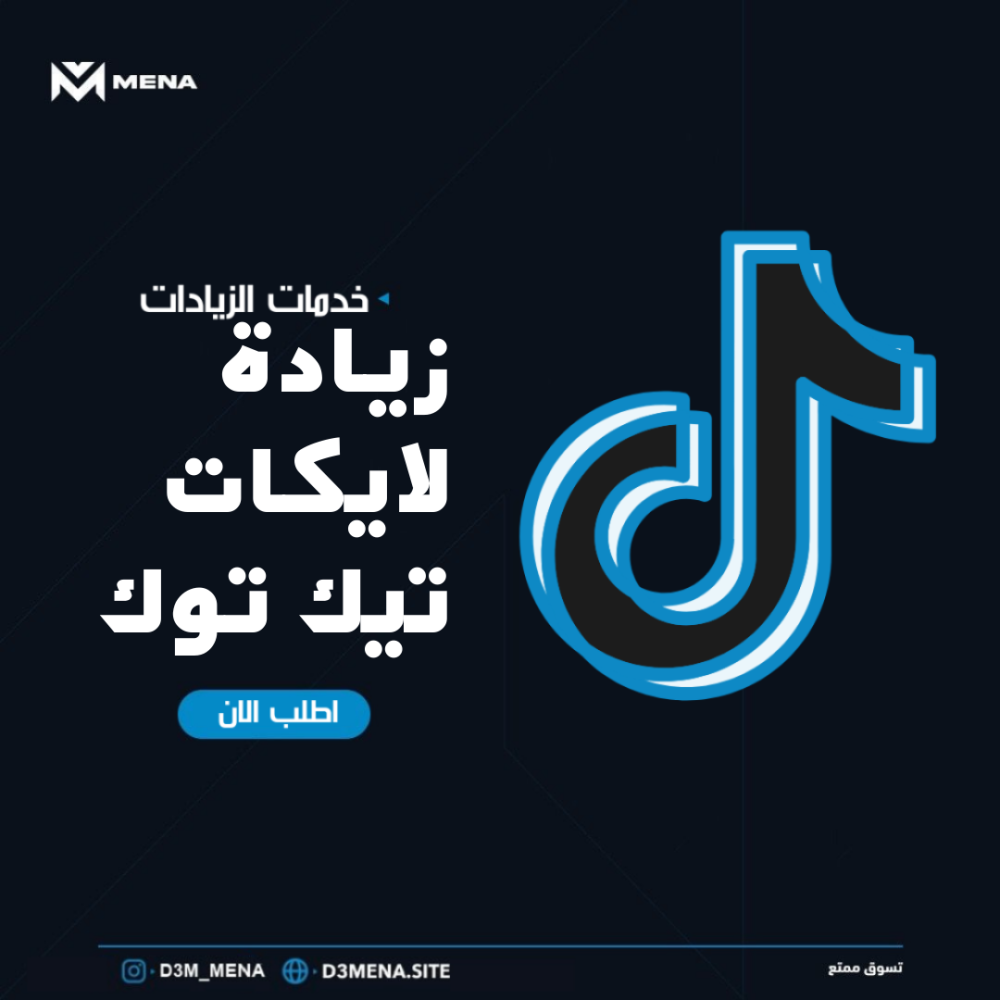 MENA
خدمات الزيادات
زيادة
لايكات
تيك توك
اطلب الان
D3M_MENA
D3MENA.SITE
تسوق ممتع